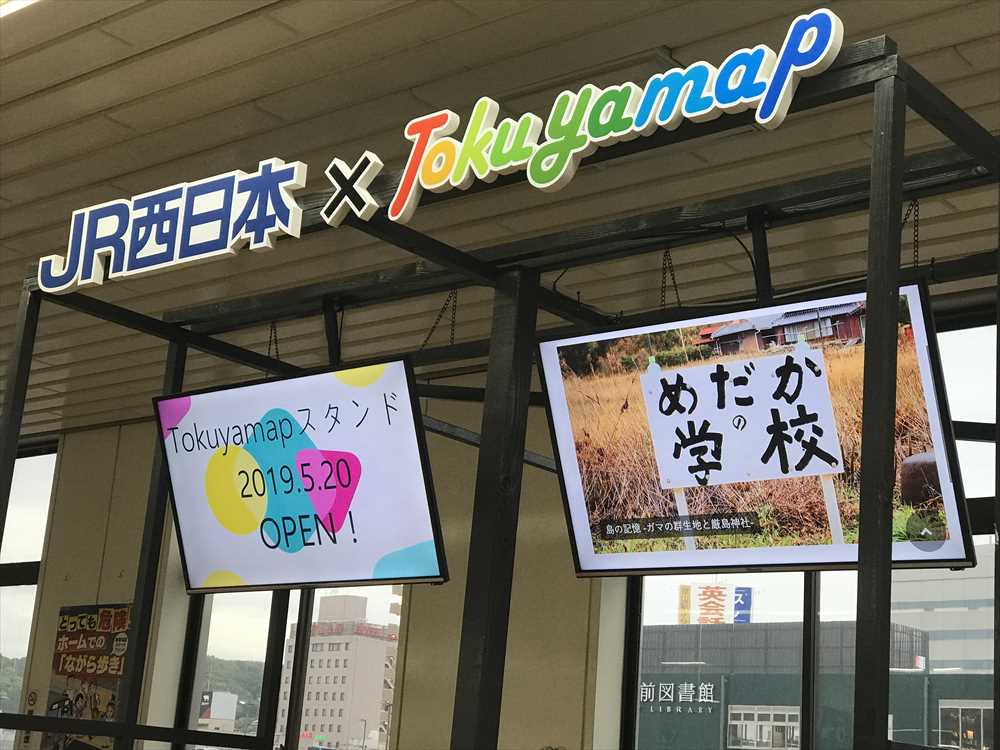 JR西日本×Tokuyamap
Tokuyamapスタンド
2019.5.20
OPEN！
めだかの
学校
島の記憶 -ガマの群生地と厳島神社-
とっても危険!
ホームでの
「ながら歩き」
英会話
前図書館
LIBRARY